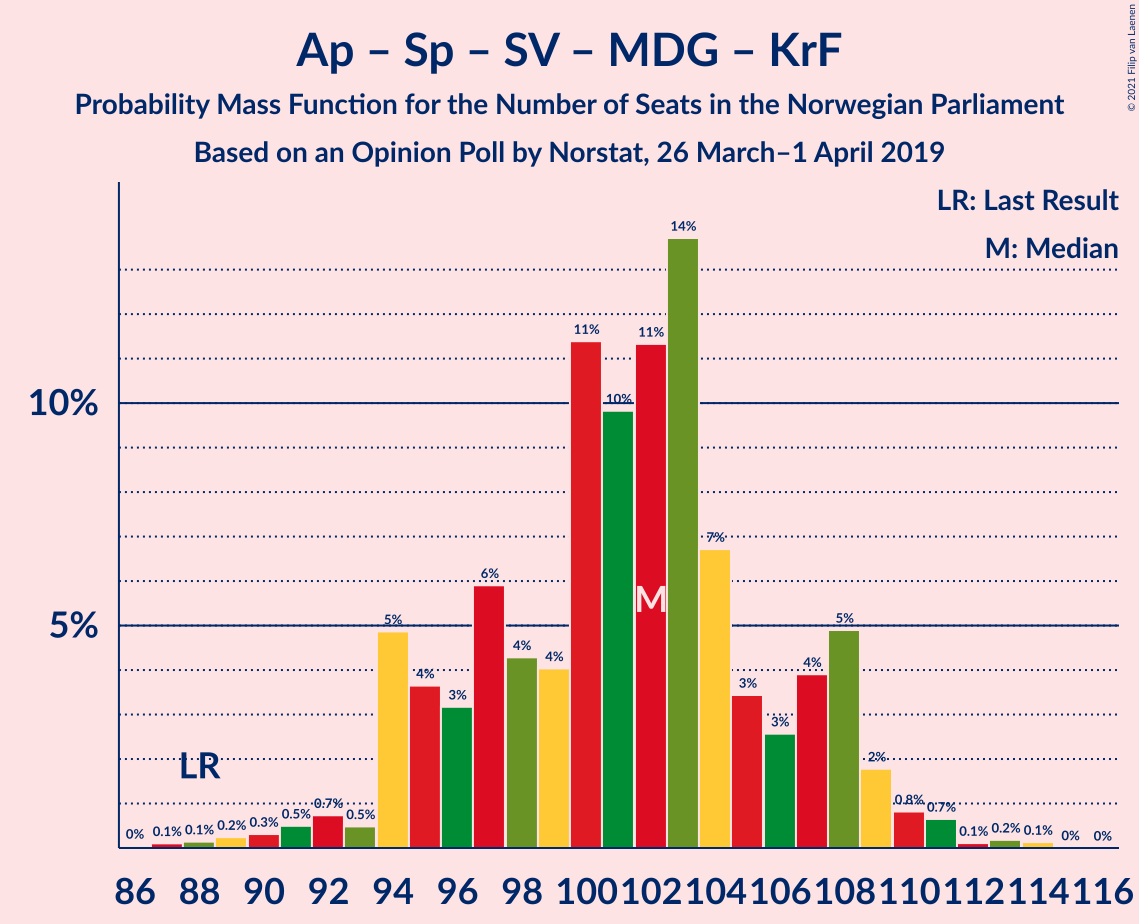 Ap – Sp – SV – MDG – KrF
Probability Mass Function for the Number of Seats in the Norwegian Parliament
Based on an Opinion Poll by Norstat, 26 March–1 April 2019
© 2021 Filip van Laenen
LR: Last Result
M: Median
10%
5%
LR
M
0% 0.1% 0.1% 0.2% 0.3% 0.5% 0.7% 0.5% 5% 4% 3% 6% 4% 4% 11% 10% 11% 14% 7% 3% 3% 4% 5% 2% 0.8% 0.7% 0.1% 0.2% 0.1% 0% 0%
86 88 90 92 94 96 98 100 102 104 106 108 110 112 114 116